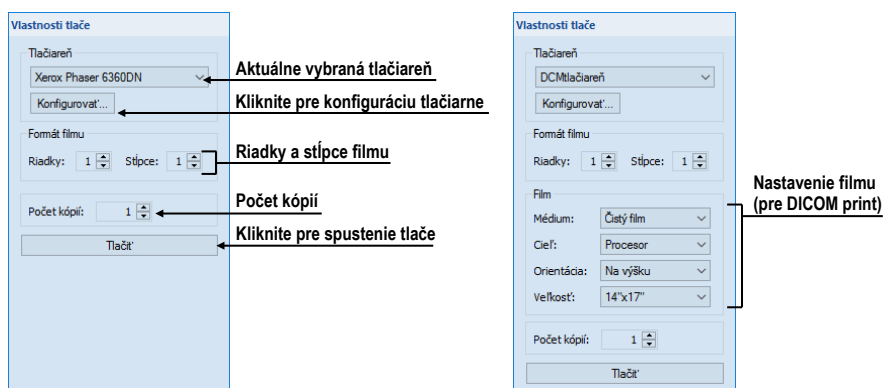 Vlastnosti tlače
Tlačiareň
Xerox Phaser 6360DN
Konfigurovať...
Formát filmu
Riadky: 1 Stĺpce: 1
Počet kópií: 1
Tlačiť
Aktuálne vybraná tlačiareň
Kliknite pre konfiguráciu tlačiarne
Riadky a stĺpce filmu
Počet kópií
Kliknite pre spustenie tlače
Vlastnosti tlače
Tlačiareň
DCMtlačiareň
Konfigurovať...
Formát filmu
Riadky: 1 Stĺpce: 1
Film
Médium: Čistý film
Cieľ: Procesor
Orientácia: Na výšku
Veľkosť: 14"x17"
Počet kópií: 1
Tlačiť
Nastavenie filmu
(pre DICOM print)